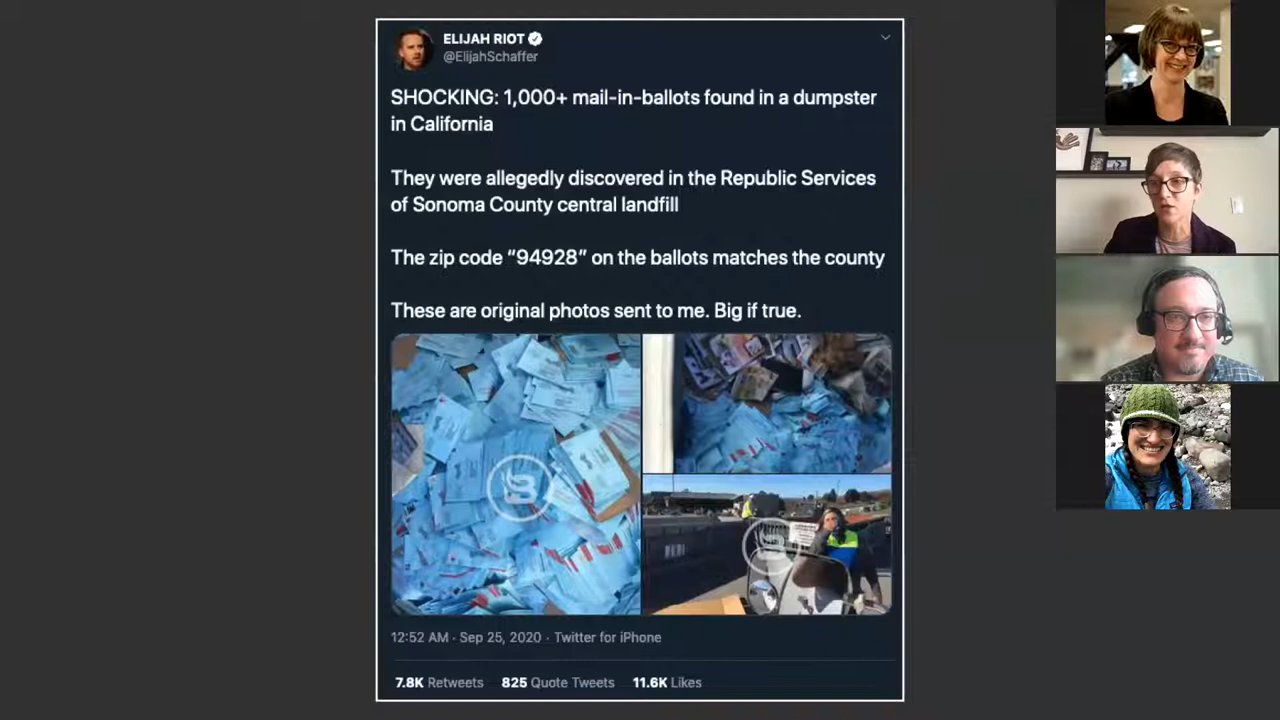 ELIJAH RIOT
@ElijahSchaffer
SHOCKING: 1,000+ mail-in-ballots found in a dumpster
in California
They were allegedly discovered in the Republic Services
of Sonoma County central landfill
The zip code “94928” on the ballots matches the county
These are original photos sent to me. Big if true.
12:52 AM · Sep 25, 2020 · Twitter for iPhone
7.8K Retweets 825 Quote Tweets 11.6K Likes